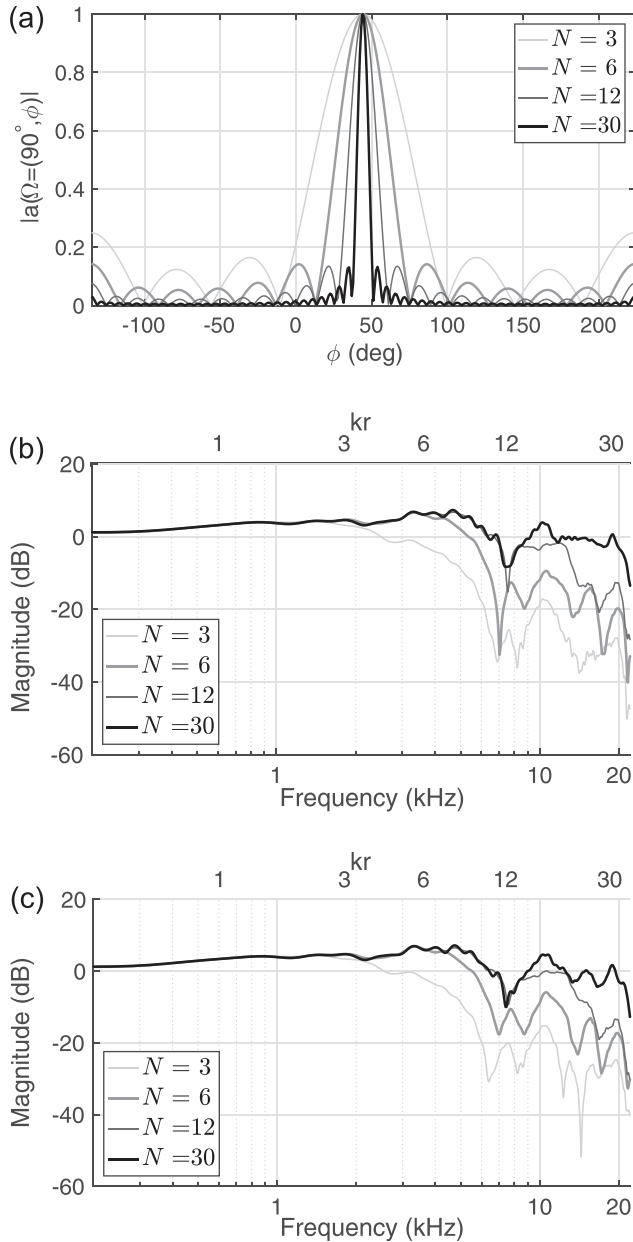 (a)
1
0.8
0.6
0.4
0.2
0
|a(Ω=(90°,ϕ)|
N = 3
N = 6
N =12
N =30
-100 -50 0 50 100 150 200
ϕ (deg)
(b)
kr
1 3 6 12 30
20
0
-20
-40
-60
Magnitude (dB)
N = 3
N = 6
N =12
N =30
1 10 20
Frequency (kHz)
(c)
kr
1 3 6 12 30
20
0
-20
-40
-60
Magnitude (dB)
N = 3
N = 6
N =12
N =30
1 10 20
Frequency (kHz)